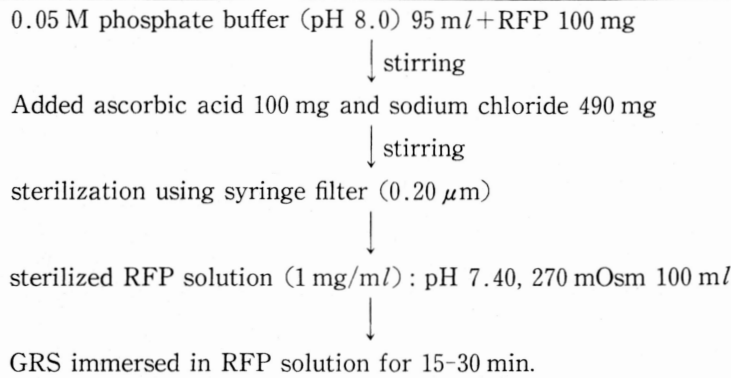 0.05 M phosphate buffer (pH 8.0) 95 ml+RFP 100 mg
↓ stirring
Added ascorbic acid 100 mg and sodium chloride 490 mg
↓ stirring
sterilization using syringe filter (0.20 μm)
↓
sterilized RFP solution (1 mg/ml) : pH 7.40, 270 mOsm 100 ml
↓
GRS immersed in RFP solution for 15-30 min.